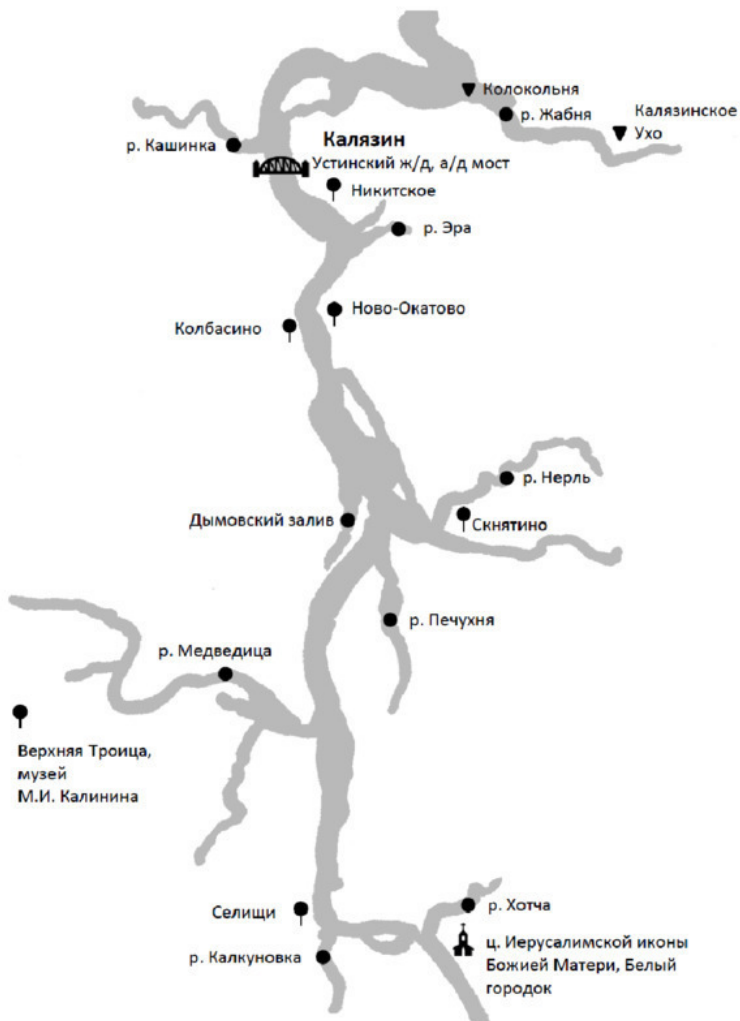 Колокольня
р. Жабня
Калязинское
Ухо
р. Кашинка
Калязин
Устинский ж/д, а/д мост
Никитское
р. Эра
Ново-Окатово
Колбасино
р. Нерль
Дымовский залив
Скнятино
р. Печухня
р. Медведица
Верхняя Троица,
музей
М.И. Калинина
Селищи
р. Хотча
р. Калкуновка
ц. Иерусалимской иконы
Божией Матери, Белый
городок